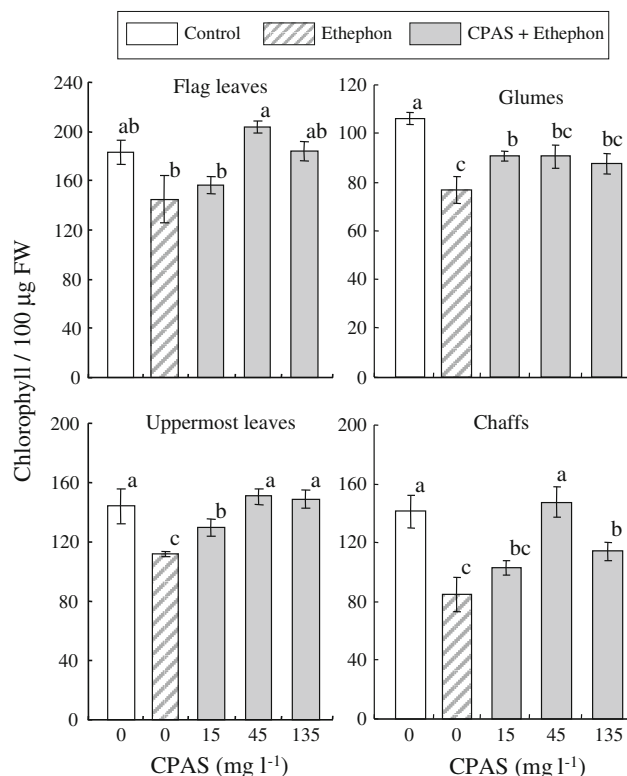 Control Ethephon CPAS + Ethephon
Chlorophyll / 100 μg FW
Flag leaves
240
200
160
120
80
40
0
ab b b a ab
Glumes
120
100
80
60
40
20
0
a c b bc bc
Uppermost leaves
200
160
120
80
40
0
a c b a a
0 0 15 45 135
CPAS (mg l-1)
Chaffs
200
160
120
80
40
0
a c bc a b
0 0 15 45 135
CPAS (mg l-1)